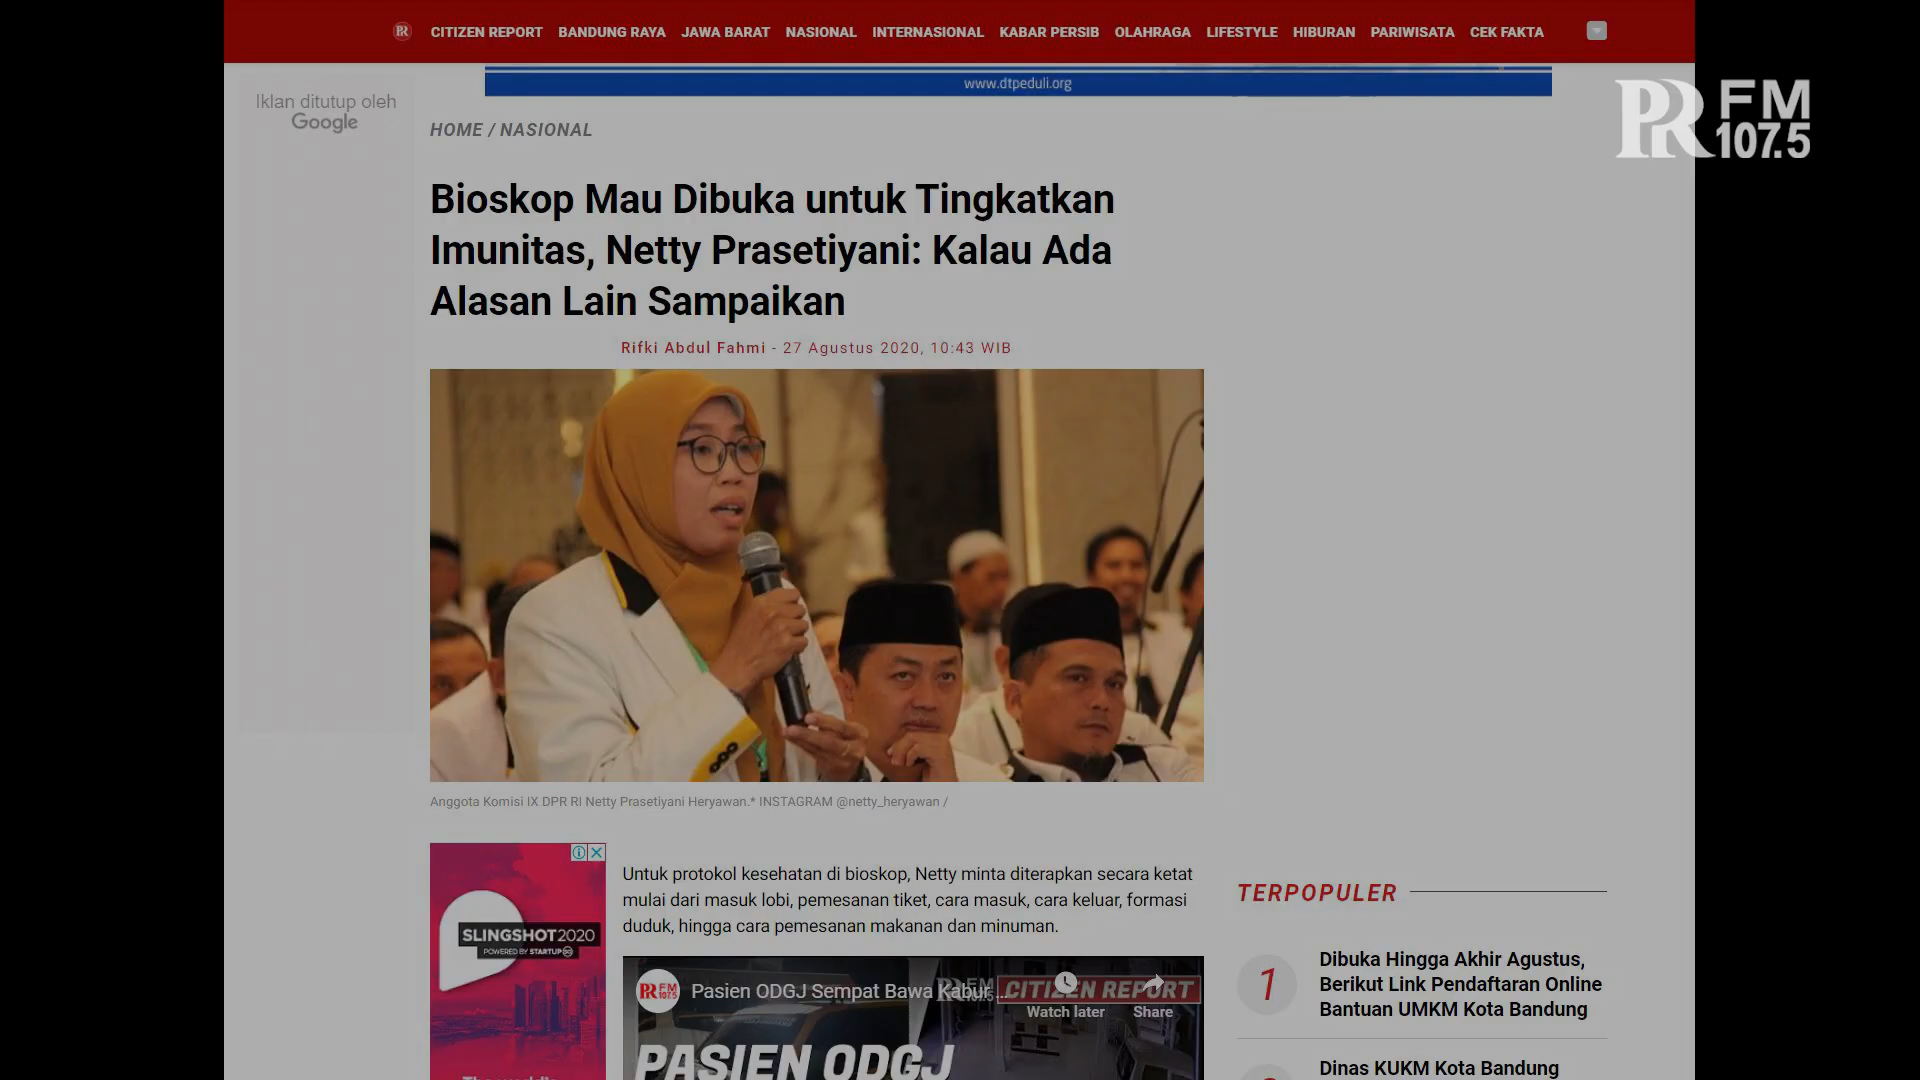 CITIZEN REPORT BANDUNG RAYA JAWA BARAT NASIONAL INTERNASIONAL KABAR PERSIB OLAHRAGA LIFESTYLE HIBURAN PARIWISATA CEK FAKTA
www.dtpeduli.org
PR FM
107.5
Iklan ditutup oleh
Google
HOME / NASIONAL
Bioskop Mau Dibuka untuk Tingkatkan
Imunitas, Netty Prasetiyani: Kalau Ada
Alasan Lain Sampaikan
Rifki Abdul Fahmi - 27 Agustus 2020, 10:43 WIB
Anggota Komisi IX DPR RI Netty Prasetiyani Heryawan.* INSTAGRAM @netty_heryawan /
Untuk protokol kesehatan di bioskop, Netty minta diterapkan secara ketat
mulai dari masuk lobi, pemesanan tiket, cara masuk, cara keluar, formasi
duduk, hingga cara pemesanan makanan dan minuman.
SLINGSHOT2020
POWERED BY STARTUPSG
PRFM
107.5
Pasien ODGJ Sempat Bawa Kabur ...
CITIZEN REPORT
Watch later
Share
PASIEN ODGJ
TERPOPULER
1
Dibuka Hingga Akhir Agustus,
Berikut Link Pendaftaran Online
Bantuan UMKM Kota Bandung
Dinas KUKM Kota Bandung